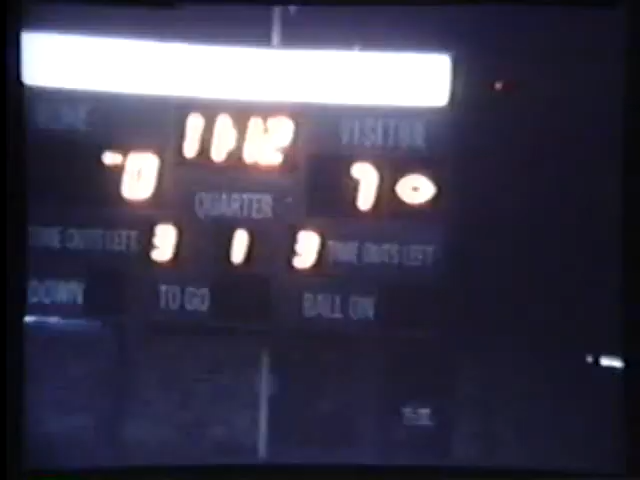 HOME 11:12 VISITOR
0 7
QUARTER
TIME OUTS LEFT 3 1 3 TIME OUTS LEFT
DOWN TO GO BALL ON